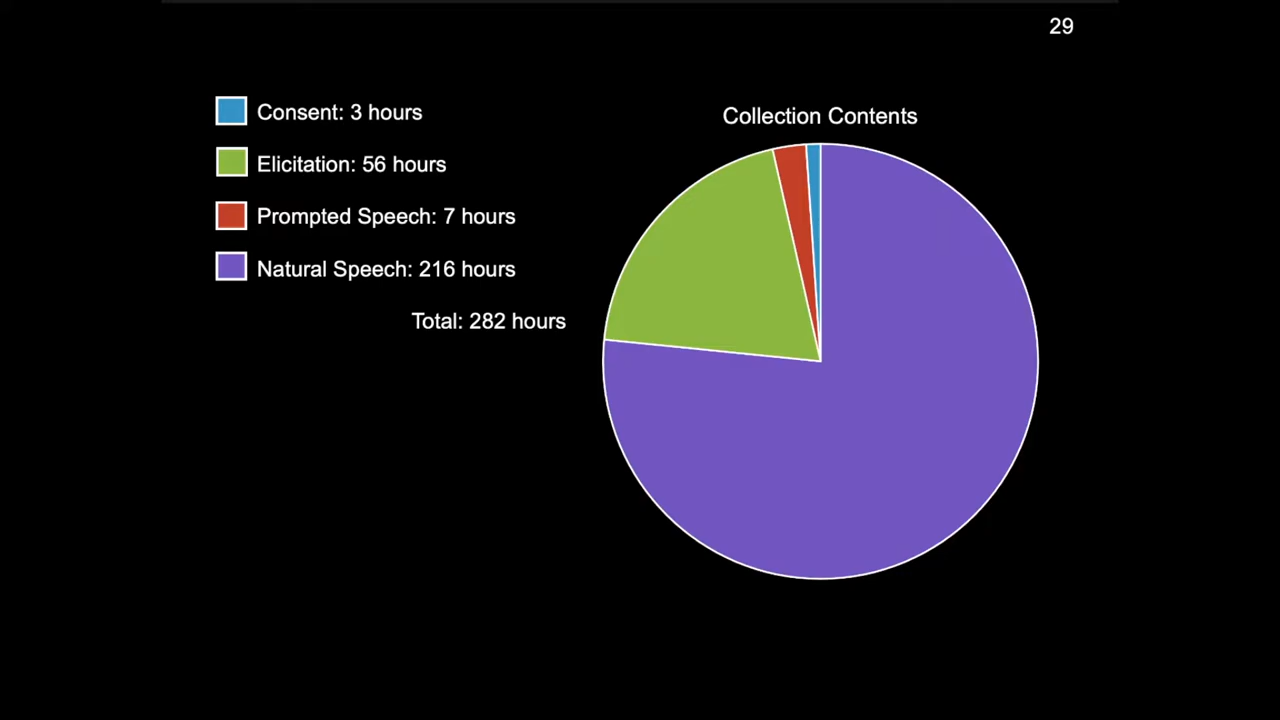 29
Consent: 3 hours
Elicitation: 56 hours
Prompted Speech: 7 hours
Natural Speech: 216 hours
Total: 282 hours
Collection Contents